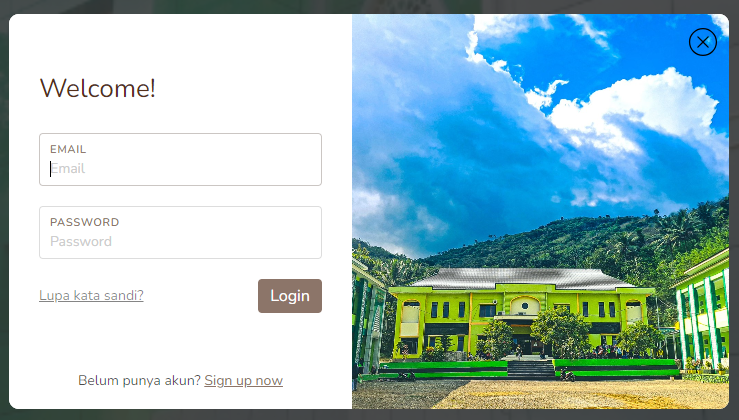 Welcome!
EMAIL
Email
PASSWORD
Password
Lupa kata sandi?
Login
Belum punya akun? Sign up now